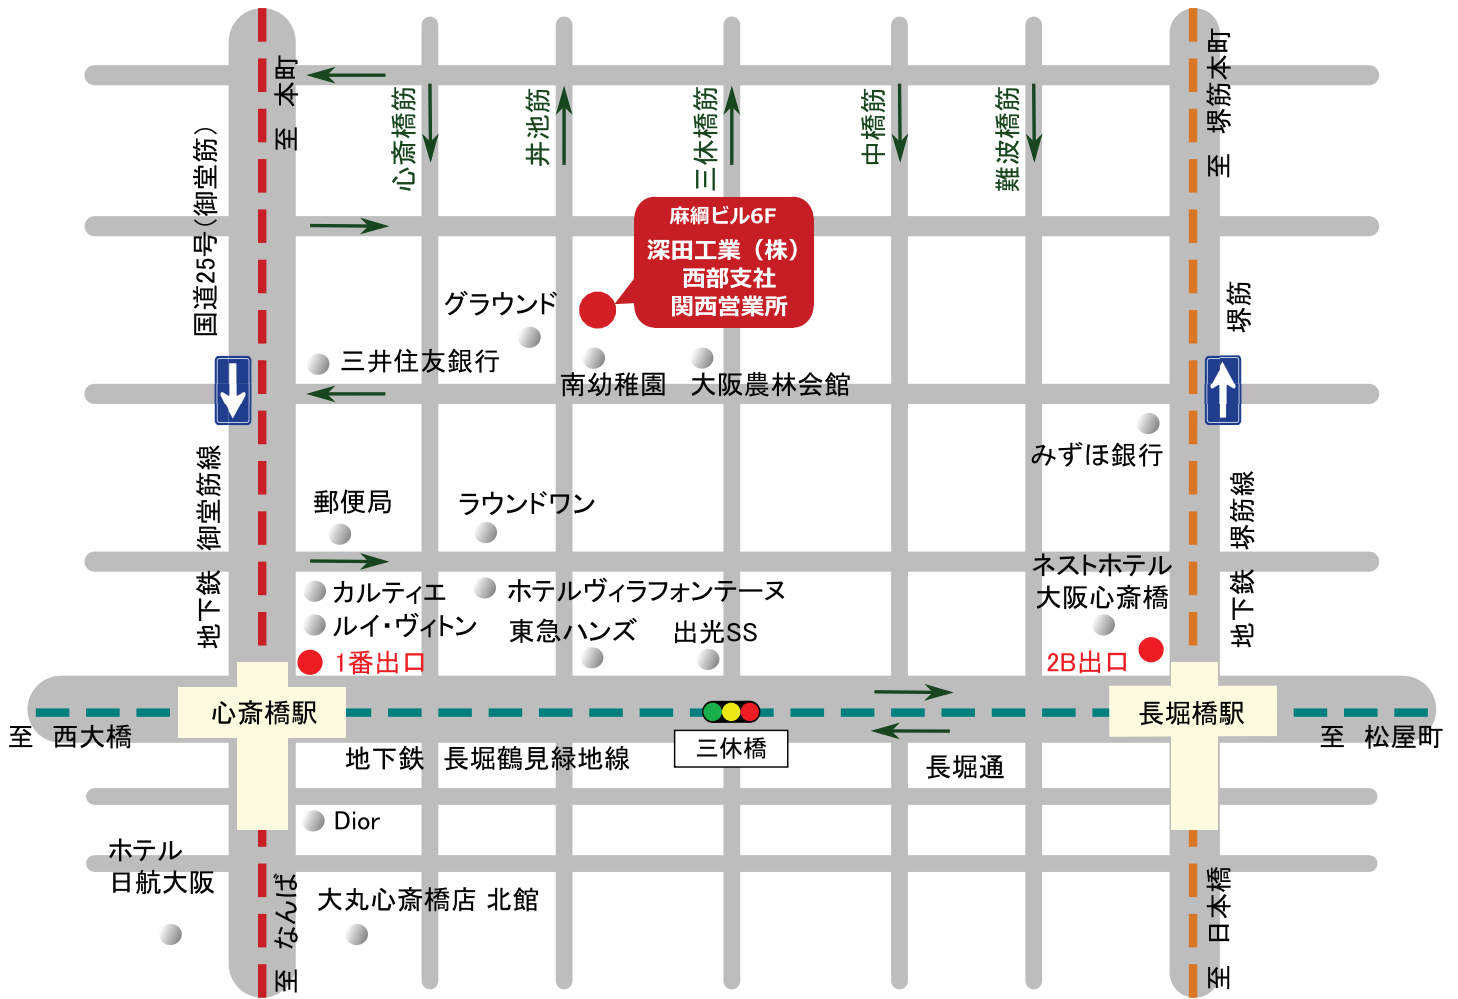 至 本町
心斎橋筋
丼池筋
三休橋筋
中橋筋
難波橋筋
至 堺筋本町
国道25号(御堂筋)
麻綱ビル6F
深田工業（株）
西部支社
関西営業所
グラウンド
堺筋
三井住友銀行
南幼稚園
大阪農林会館
みずほ銀行
地下鉄 御堂筋線
郵便局
ラウンドワン
地下鉄 堺筋線
カルティエ
ホテルヴィラフォンテーヌ
ネストホテル
大阪心斎橋
ルイ・ヴィトン
東急ハンズ
出光SS
1番出口
2B出口
心斎橋駅
長堀橋駅
至 西大橋
至 松屋町
三休橋
地下鉄 長堀鶴見緑地線
長堀通
Dior
ホテル
日航大阪
大丸心斎橋店 北館
至 なんば
至 日本橋